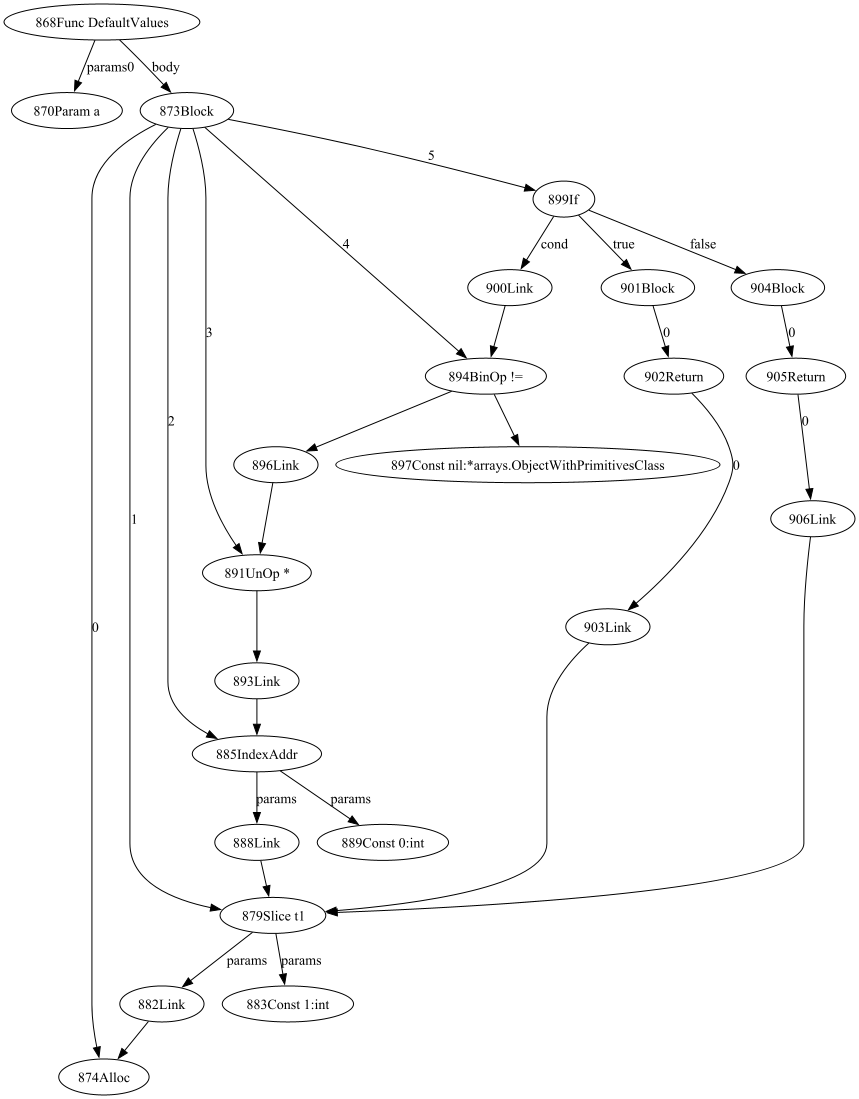 868Func DefaultValues
params0
body
870Param a
873Block
5
899If
4
cond
true
false
900Link
901Block
904Block
3
0
0
894BinOp !=
902Return
905Return
2
0
896Link
897Const nil:*arrays.ObjectWithPrimitivesClass
0
1
906Link
891UnOp *
0
903Link
893Link
885IndexAddr
params
params
888Link
889Const 0:int
879Slice t1
params
params
882Link
883Const 1:int
874Alloc